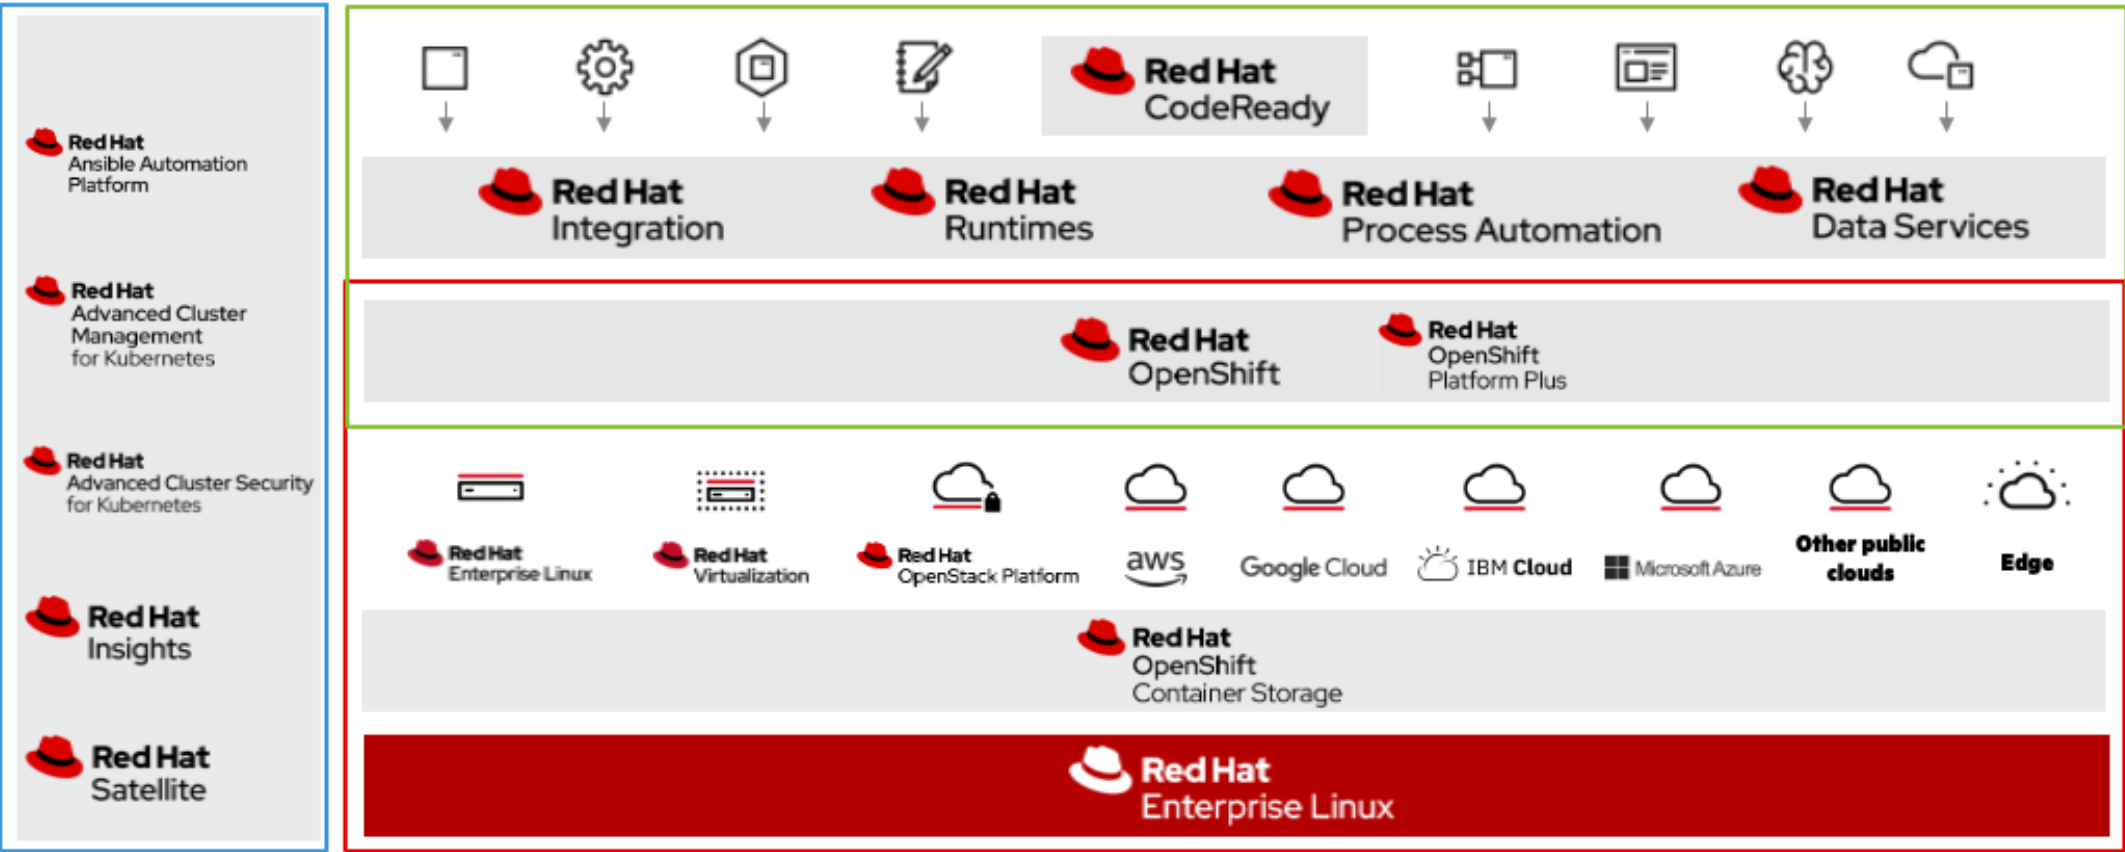 Red Hat
Ansible Automation
Platform
Red Hat
Advanced Cluster
Management
for Kubernetes
Red Hat
Advanced Cluster Security
for Kubernetes
Red Hat
Insights
Red Hat
Satellite
Red Hat
CodeReady
Red Hat
Integration
Red Hat
Runtimes
Red Hat
Process Automation
Red Hat
Data Services
Red Hat
OpenShift
Red Hat
OpenShift
Platform Plus
Red Hat
Enterprise Linux
Red Hat
Virtualization
Red Hat
OpenStack Platform
aws
Google Cloud
IBM Cloud
Microsoft Azure
Other public
clouds
Edge
Red Hat
OpenShift
Container Storage
Red Hat
Enterprise Linux